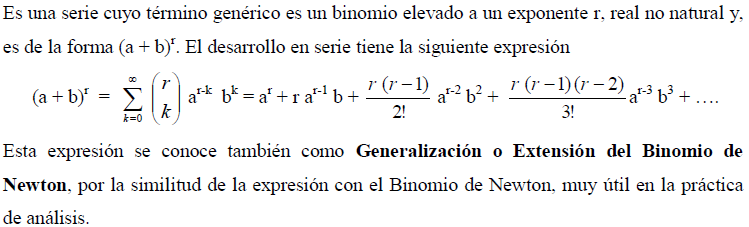 Es una serie cuyo término genérico es un binomio elevado a un exponente r, real no natural y,
es de la forma (a + b)ʳ. El desarrollo en serie tiene la siguiente expresión
(a + b)ʳ = ∑_{k=0}^{∞} \binom{r}{k} a^{r-k} b^{k} = a^{r} + r a^{r-1} b + \frac{r (r−1)}{2!} a^{r-2} b^{2} + \frac{r (r−1)(r−2)}{3!} a^{r-3} b^{3} + ….
Esta expresión se conoce también como Generalización o Extensión del Binomio de
Newton, por la similitud de la expresión con el Binomio de Newton, muy útil en la práctica
de análisis.